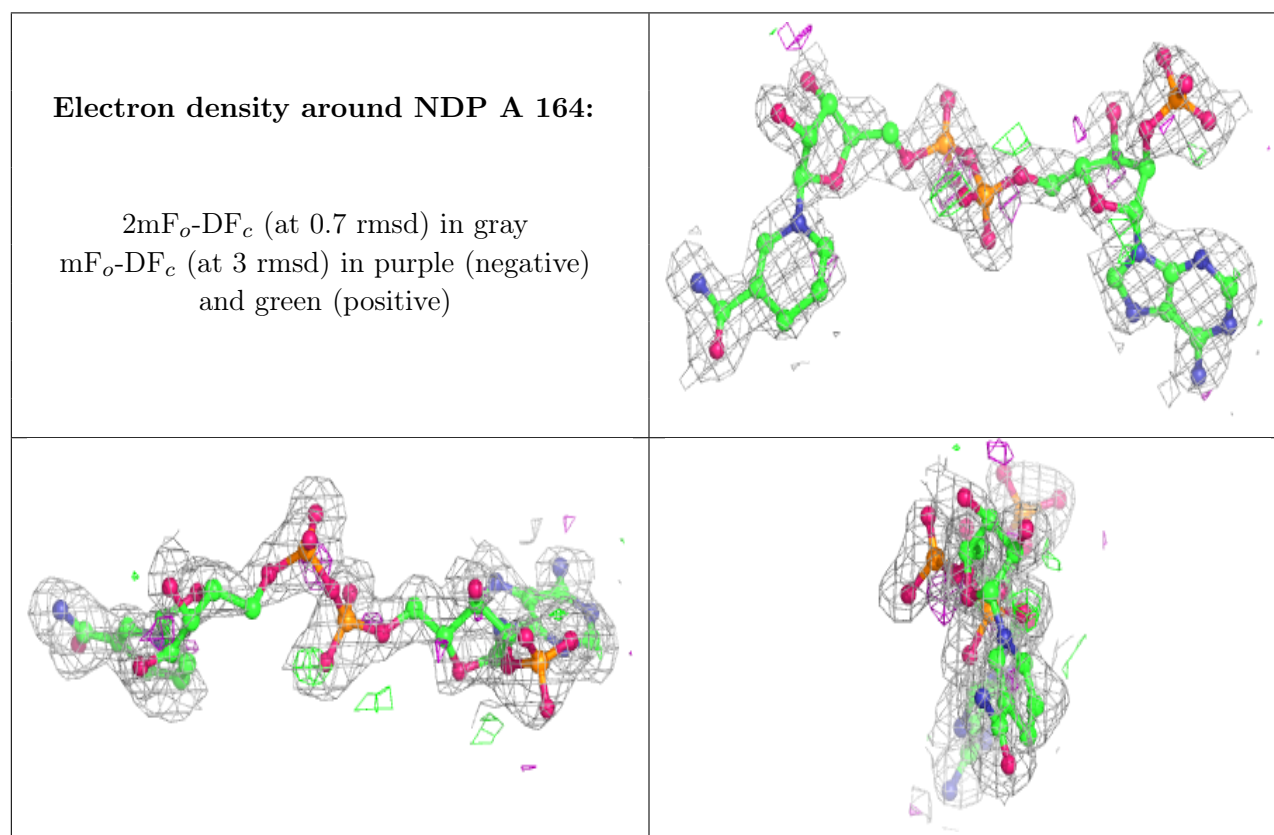 Electron density around NDP A 164:
2mFo-DFc (at 0.7 rmsd) in gray
mFo-DFc (at 3 rmsd) in purple (negative)
and green (positive)